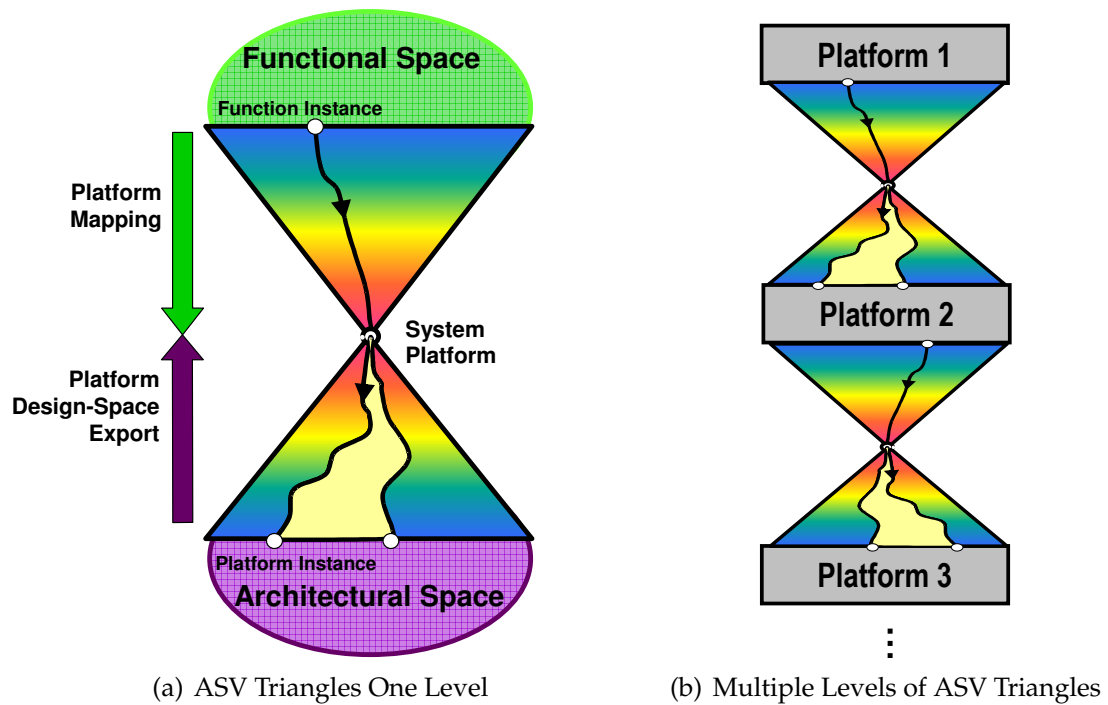 Functional Space
Function Instance
Platform
Mapping
System
Platform
Platform
Design-Space
Export
Platform Instance
Architectural Space
(a) ASV Triangles One Level
Platform 1
Platform 2
Platform 3
(b) Multiple Levels of ASV Triangles